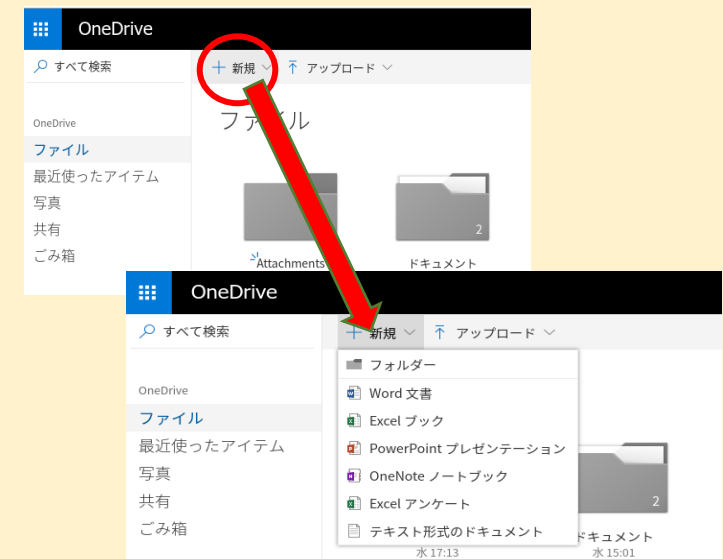 OneDrive
すべて検索
新規
アップロード
OneDrive
ファイル
ファイル
最近使ったアイテム
写真
共有
ごみ箱
2
Attachments
ドキュメント
OneDrive
すべて検索
新規
アップロード
フォルダー
OneDrive
Word 文書
ファイル
Excel ブック
最近使ったアイテム
PowerPoint プレゼンテーション
写真
OneNote ノートブック
共有
Excel アンケート
2
ごみ箱
テキスト形式のドキュメント
ドキュメント
水 17:13
水 15:01